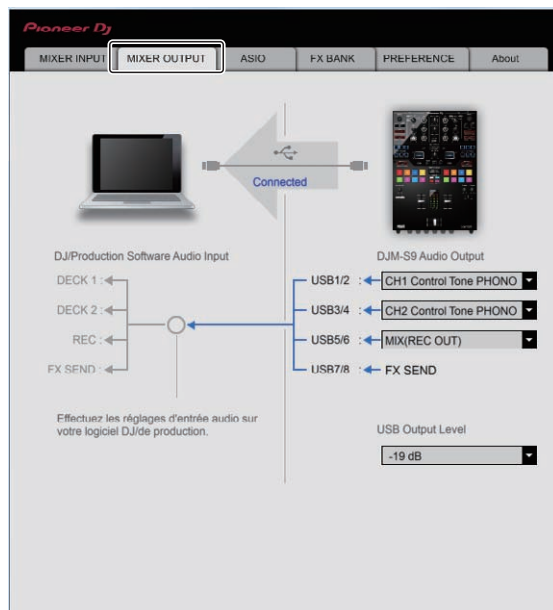 Pioneer Dj
MIXER INPUT MIXER OUTPUT ASIO FX BANK PREFERENCE About
Connected
DJ/Production Software Audio Input
DECK 1 :
DECK 2 :
REC :
FX SEND :
Effectuez les réglages d'entrée audio sur
votre logiciel DJ/de production.
DJM-S9 Audio Output
USB1/2 : CH1 Control Tone PHONO
USB3/4 : CH2 Control Tone PHONO
USB5/6 : MIX(REC OUT)
USB7/8 : FX SEND
USB Output Level
-19 dB